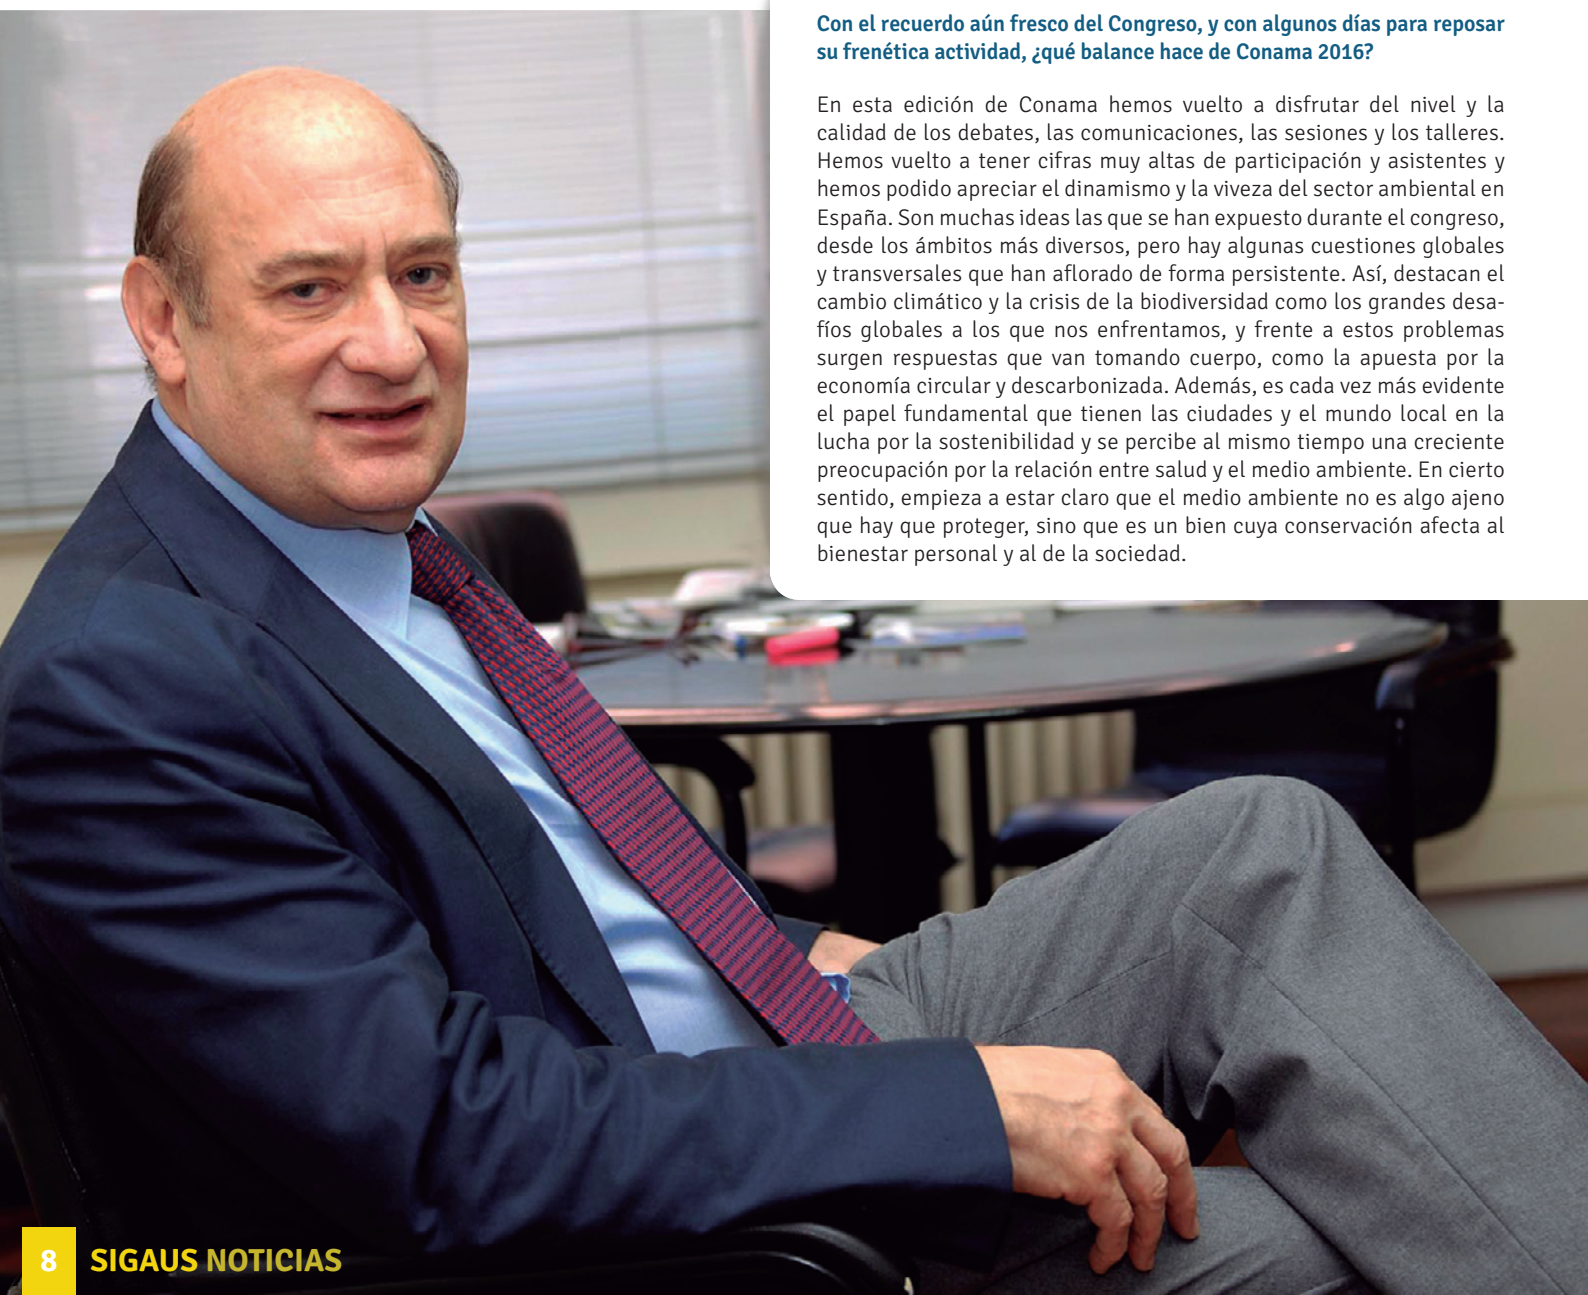 Con el recuerdo aún fresco del Congreso, y con algunos días para reposar
su frenética actividad, ¿qué balance hace de Conama 2016?
En esta edición de Conama hemos vuelto a disfrutar del nivel y la
calidad de los debates, las comunicaciones, las sesiones y los talleres.
Hemos vuelto a tener cifras muy altas de participación y asistentes y
hemos podido apreciar el dinamismo y la viveza del sector ambiental en
España. Son muchas ideas las que se han expuesto durante el congreso,
desde los ámbitos más diversos, pero hay algunas cuestiones globales
y transversales que han aflorado de forma persistente. Así, destacan el
cambio climático y la crisis de la biodiversidad como los grandes desa-
fíos globales a los que nos enfrentamos, y frente a estos problemas
surgen respuestas que van tomando cuerpo, como la apuesta por la
economía circular y descarbonizada. Además, es cada vez más evidente
el papel fundamental que tienen las ciudades y el mundo local en la
lucha por la sostenibilidad y se percibe al mismo tiempo una creciente
preocupación por la relación entre salud y el medio ambiente. En cierto
sentido, empieza a estar claro que el medio ambiente no es algo ajeno
que hay que proteger, sino que es un bien cuya conservación afecta al
bienestar personal y al de la sociedad.
8 SIGAUS NOTICIAS